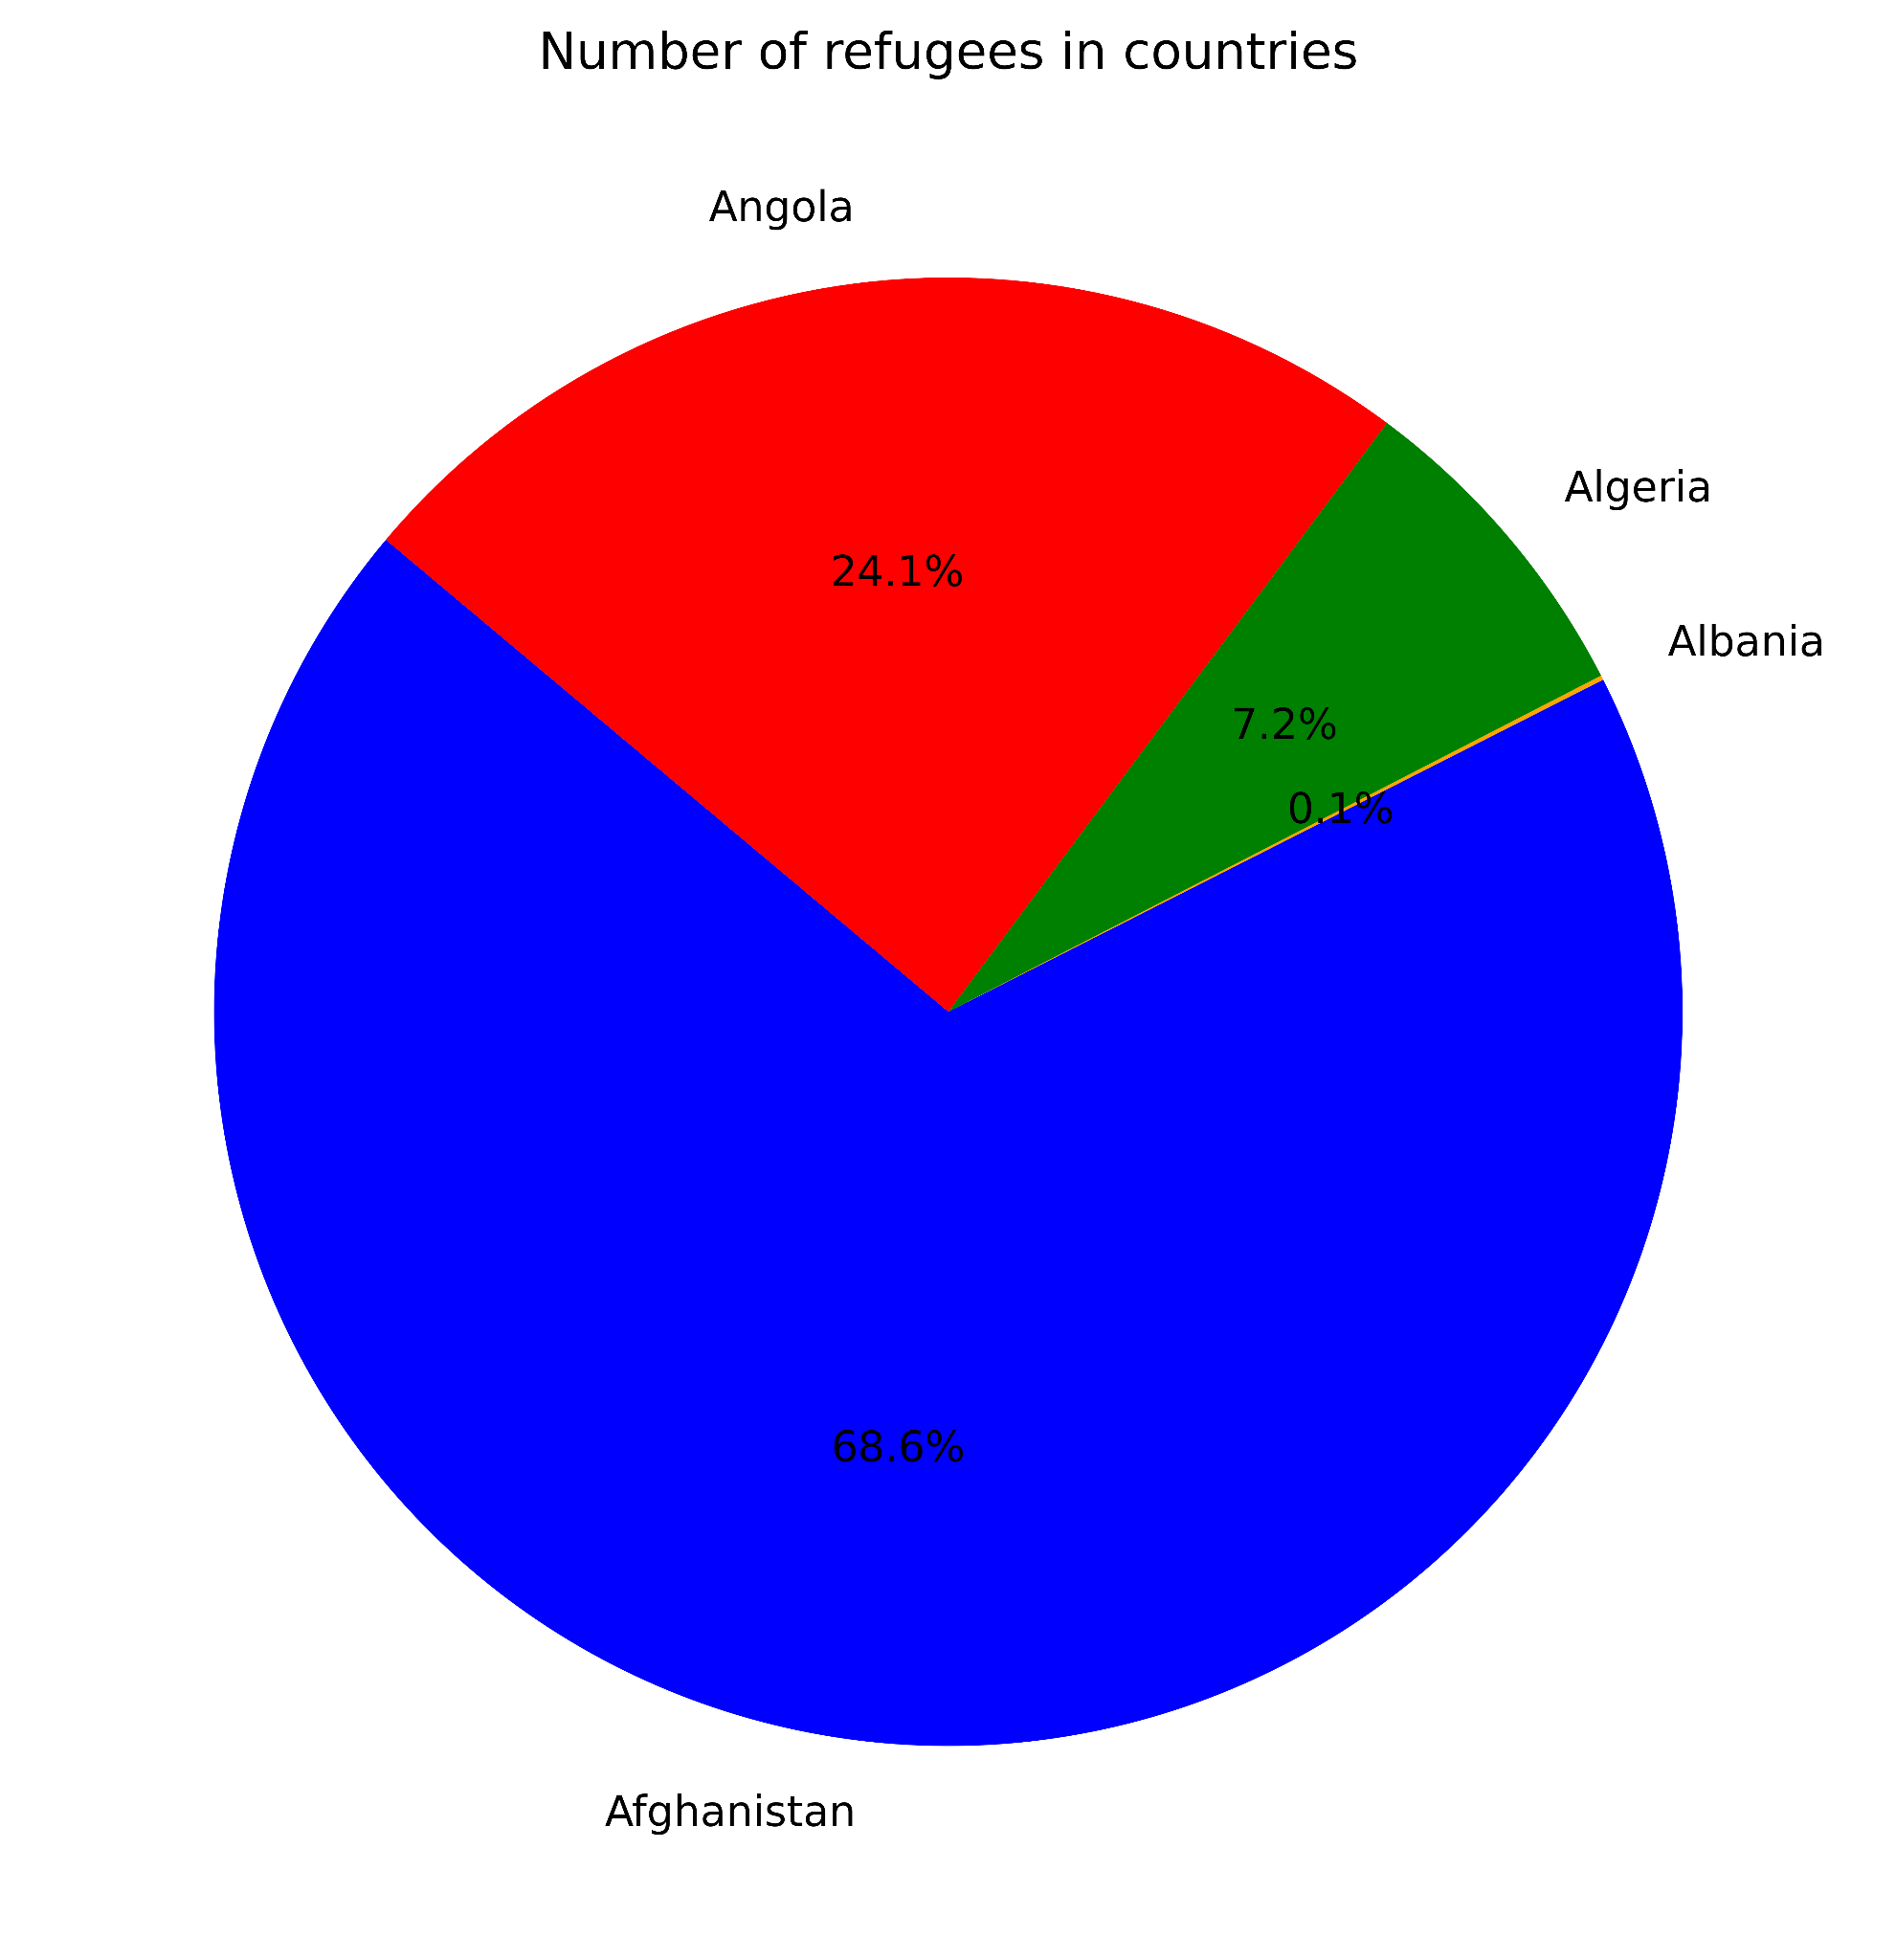 Number of refugees in countries
Angola
Algeria
24.1%
Albania
7.2%
0.1%
68.6%
Afghanistan